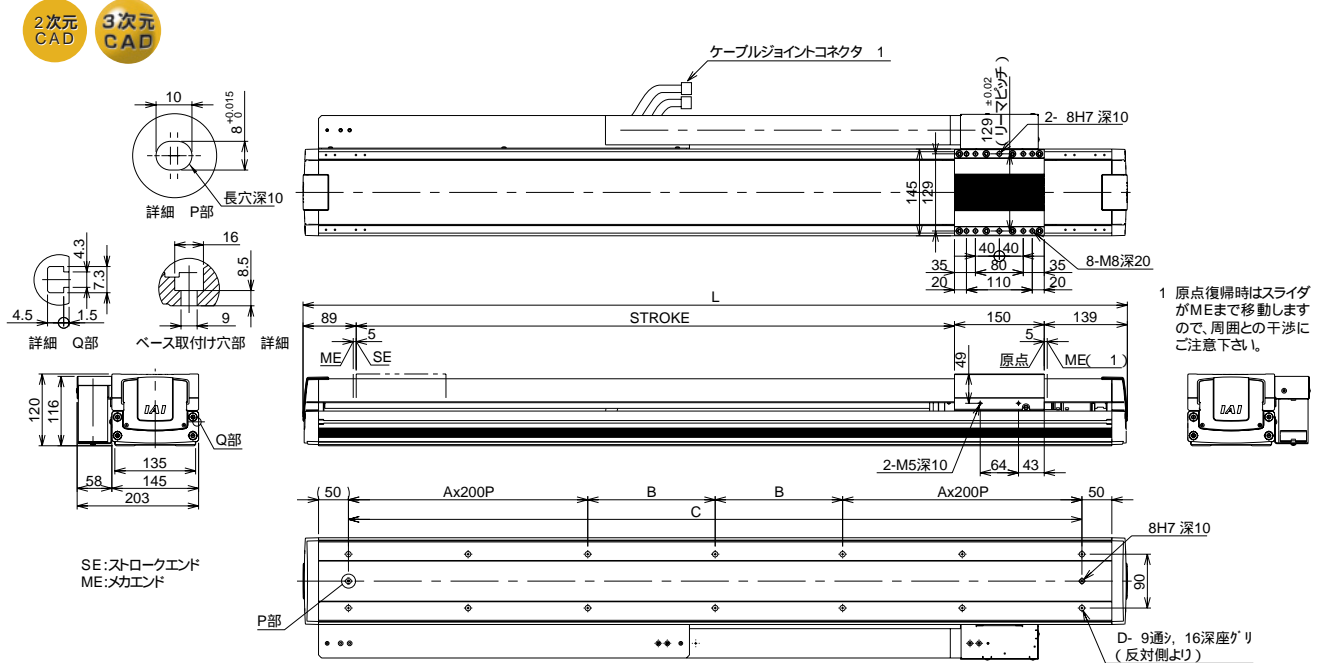 2次元
CAD
3次元
CAD
ケーブルジョイントコネクタ 1
10
8 +0.015 0
長穴深10
詳細 P部
129 ±0.02
(リーマピッチ)
2- 8H7 深10
145
129
40 40
35 80 35
20 110 20
8-M8深20
4.3
7.3
4.5 1.5
詳細 Q部
16
8.5
9
ベース取付け穴部 詳細
L
89 STROKE 150 139
5
ME SE
49
原点
5
ME( 1)
2-M5深10
64 43
1 原点復帰時はスライダ
がMEまで移動します
ので、周囲との干渉に
ご注意下さい。
120
116
IAI
Q部
135
58 145
203
IAI
(50) Ax200P B B Ax200P 50
C
8H7 深10
90
SE:ストロークエンド
ME:メカエンド
P部
D- 9通シ, 16深座グリ
(反対側より)